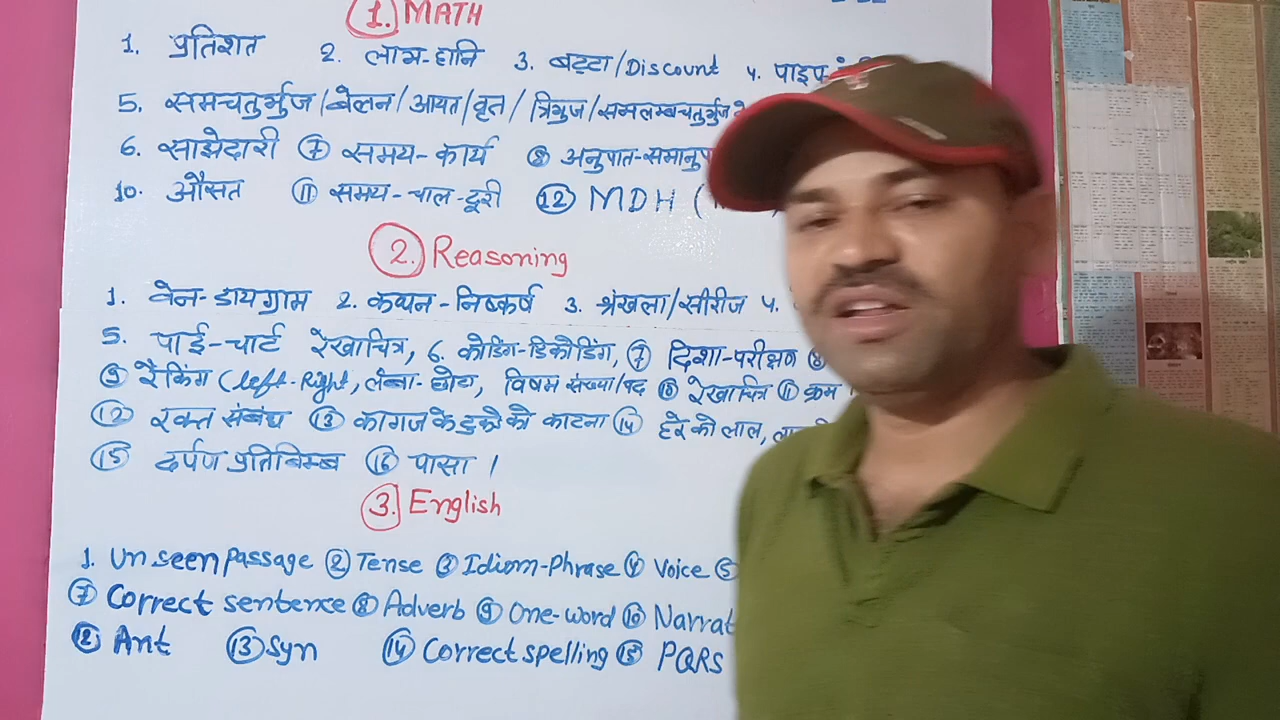 1. MATH
1. प्रतिशत 2. लाभ-हानि 3. बट्टा/Discount 4. पाइप
5. समचतुर्भुज/बेलन/आयत/वृत/त्रिभुज/समलम्बचतुर्भुज
6. साझेदारी 7 समय-कार्य 8 अनुपात-समानुप
10. औसत 11 समय-चाल-दूरी 12 MDH (
2. Reasoning
1. वेन-डायग्राम 2. कथन-निष्कर्ष 3. श्रंखला/सीरीज 4.
5. पाई-चार्ट रेखाचित्र, 6. कोडिंग-डिकोडिंग, 7 दिशा-परीक्षण 8
9 रैंकिंग (left-Right, लम्बा-छोटा, विषम संख्या/पद 10 रेखाचित्र 11 क्रम
12 रक्त संबंध 13 कागज के टुकड़े को काटना 14 हरे को लाल,
15 दर्पण प्रतिबिम्ब 16 पासा ।
3. English
1. Unseen passage 2 Tense 3 Idiom-Phrase 4 Voice 5
7 Correct sentence 8 Adverb 9 One-word 10 Narrat
12 Ant 13 Syn 14 Correct spelling 15 PQRS